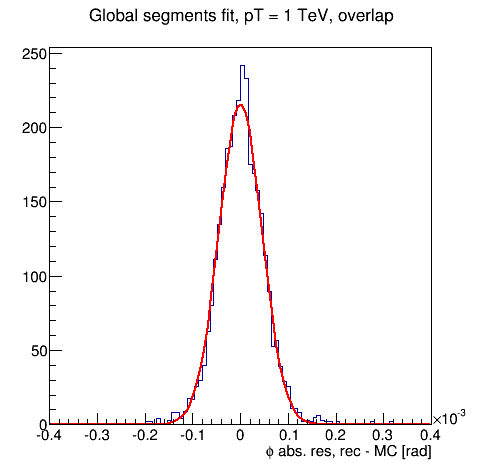 Global segments fit, pT = 1 TeV, overlap
250
200
150
100
50
0
-0.4 -0.3 -0.2 -0.1 0 0.1 0.2 0.3 0.4
×10⁻³
ϕ abs. res, rec - MC [rad]